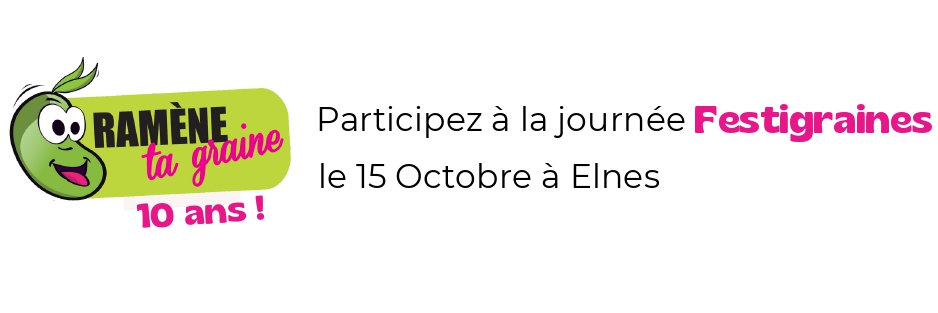 RAMÈNE
ta graine
10 ans !
Participez à la journée Festigraines
le 15 Octobre à Elnes